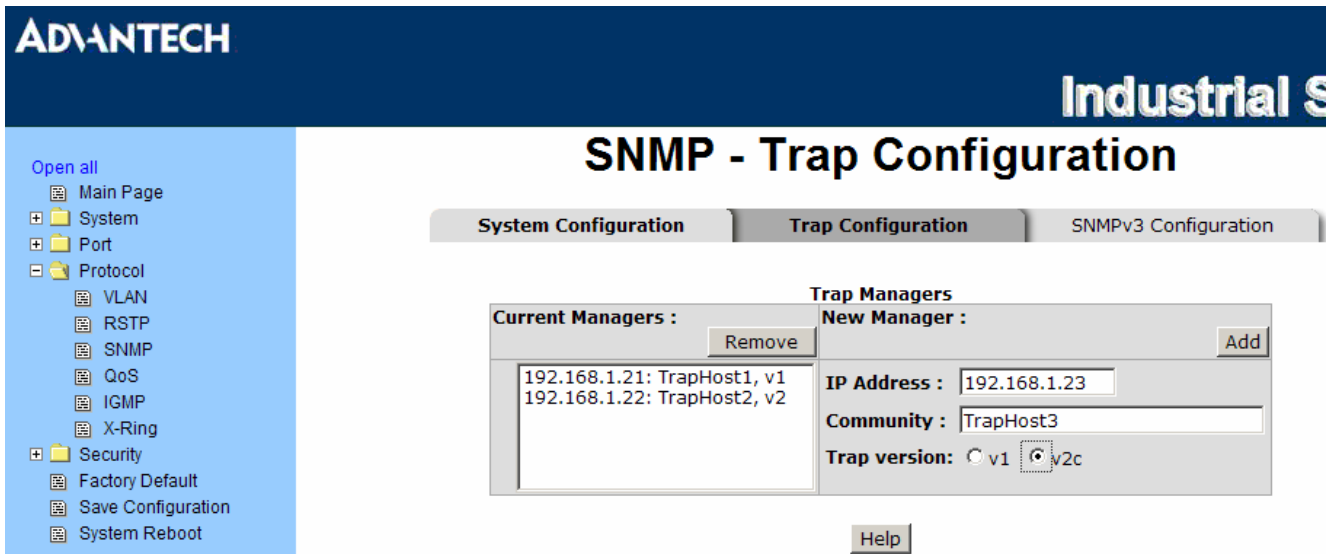 ADVANTECH
Industrial
SNMP - Trap Configuration
Open all
Main Page
System
Port
Protocol
VLAN
RSTP
SNMP
QoS
IGMP
X-Ring
Security
Factory Default
Save Configuration
System Reboot
System Configuration Trap Configuration SNMPv3 Configuration
Trap Managers
Current Managers : New Manager :
Remove Add
192.168.1.21: TrapHost1, v1
192.168.1.22: TrapHost2, v2
IP Address : 192.168.1.23
Community : TrapHost3
Trap version: v1 v2c
Help